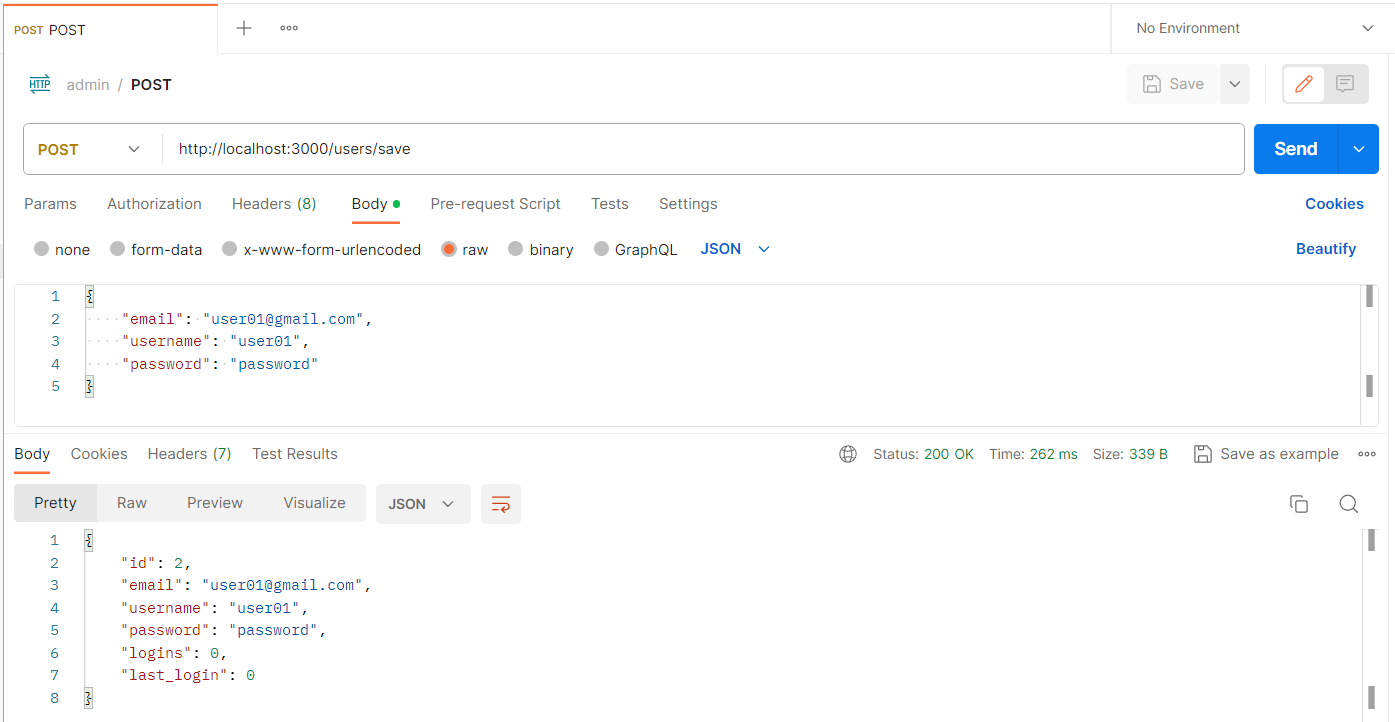 POST POST No Environment
HTTP admin / POST Save
POST http://localhost:3000/users/save Send
Params Authorization Headers (8) Body Pre-request Script Tests Settings Cookies
none form-data x-www-form-urlencoded raw binary GraphQL JSON Beautify
1 {
2 "email": "user01@gmail.com",
3 "username": "user01",
4 "password": "password"
5 }
Body Cookies Headers (7) Test Results Status: 200 OK Time: 262 ms Size: 339 B Save as example
Pretty Raw Preview Visualize JSON
1 {
2 "id": 2,
3 "email": "user01@gmail.com",
4 "username": "user01",
5 "password": "password",
6 "logins": 0,
7 "last_login": 0
8 }